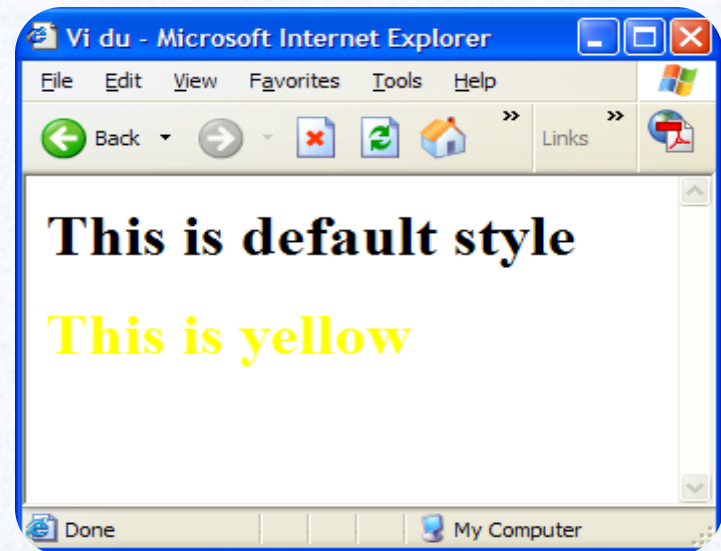 Vi du - Microsoft Internet Explorer
File Edit View Favorites Tools Help
Back Links
This is default style
This is yellow
Done My Computer